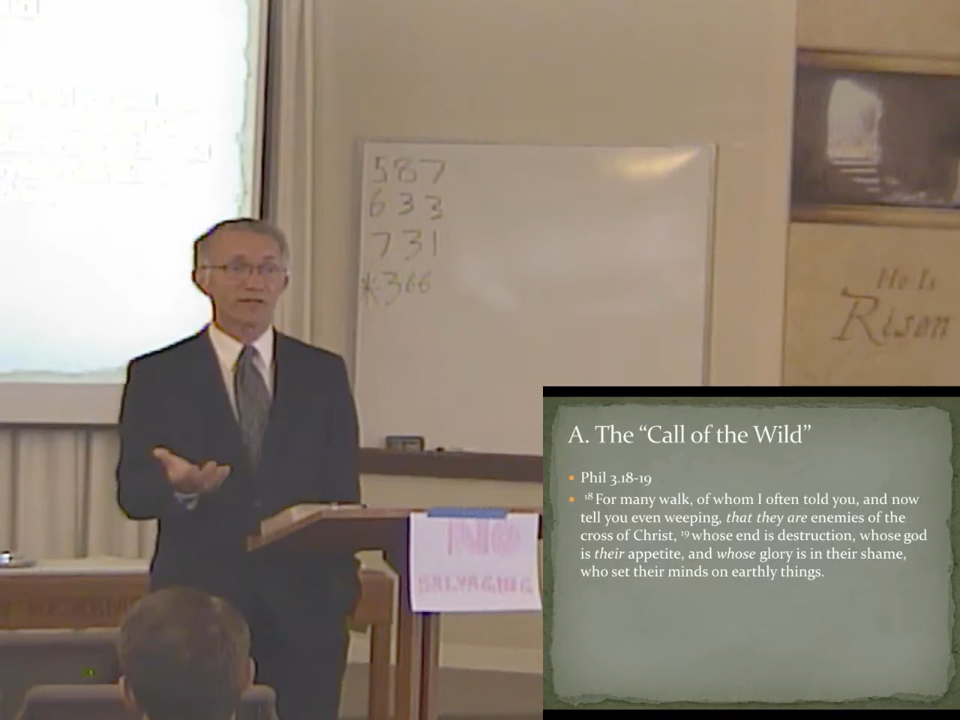 587
633
731
*366
He Is
Risen
NO
SALVAGING
A. The “Call of the Wild”
• Phil 3.18-19
• ¹⁸ For many walk, of whom I often told you, and now
tell you even weeping, that they are enemies of the
cross of Christ, ¹⁹ whose end is destruction, whose god
is their appetite, and whose glory is in their shame,
who set their minds on earthly things.